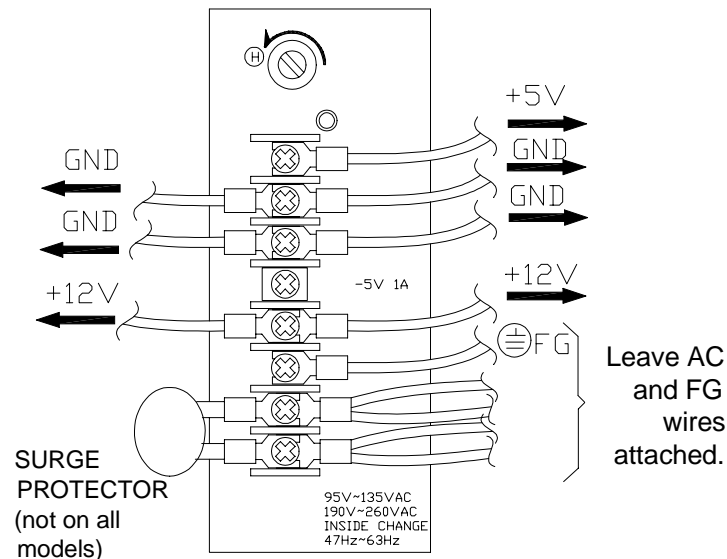 H
+5V
GND
GND
GND
GND
-5V 1A
+12V
+12V
FG
Leave AC
and FG
wires
attached.
SURGE
PROTECTOR
(not on all
models)
95V~135VAC
190V~260VAC
INSIDE CHANGE
47Hz~63Hz